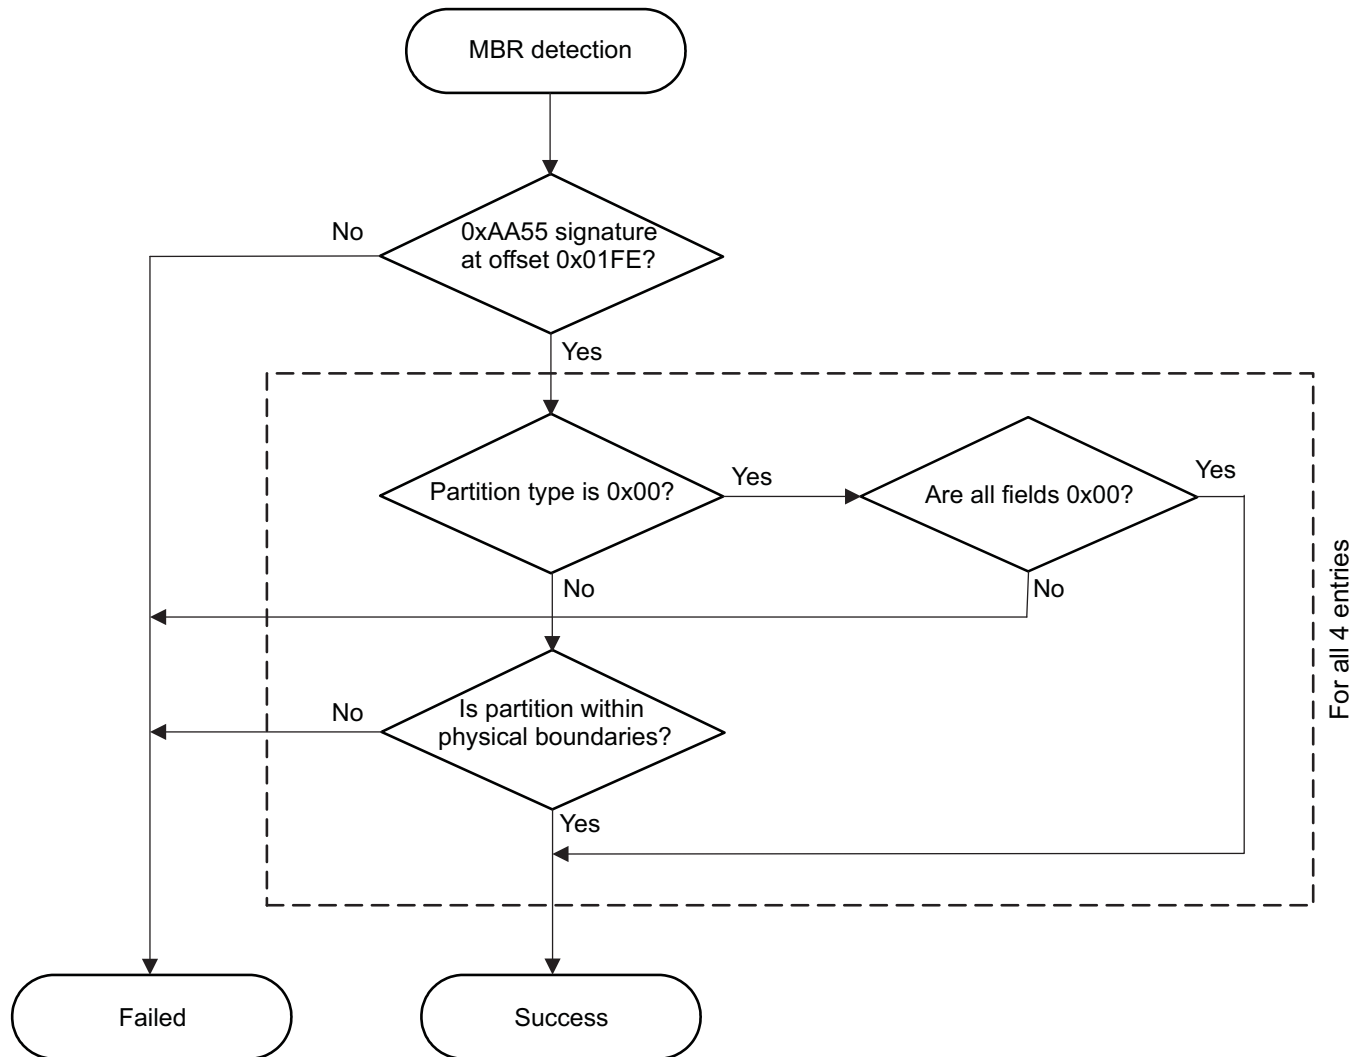 MBR detection
No
0xAA55 signature
at offset 0x01FE?
Yes
Partition type is 0x00?
Yes
Are all fields 0x00?
Yes
No
No
For all 4 entries
No
Is partition within
physical boundaries?
Yes
Failed
Success